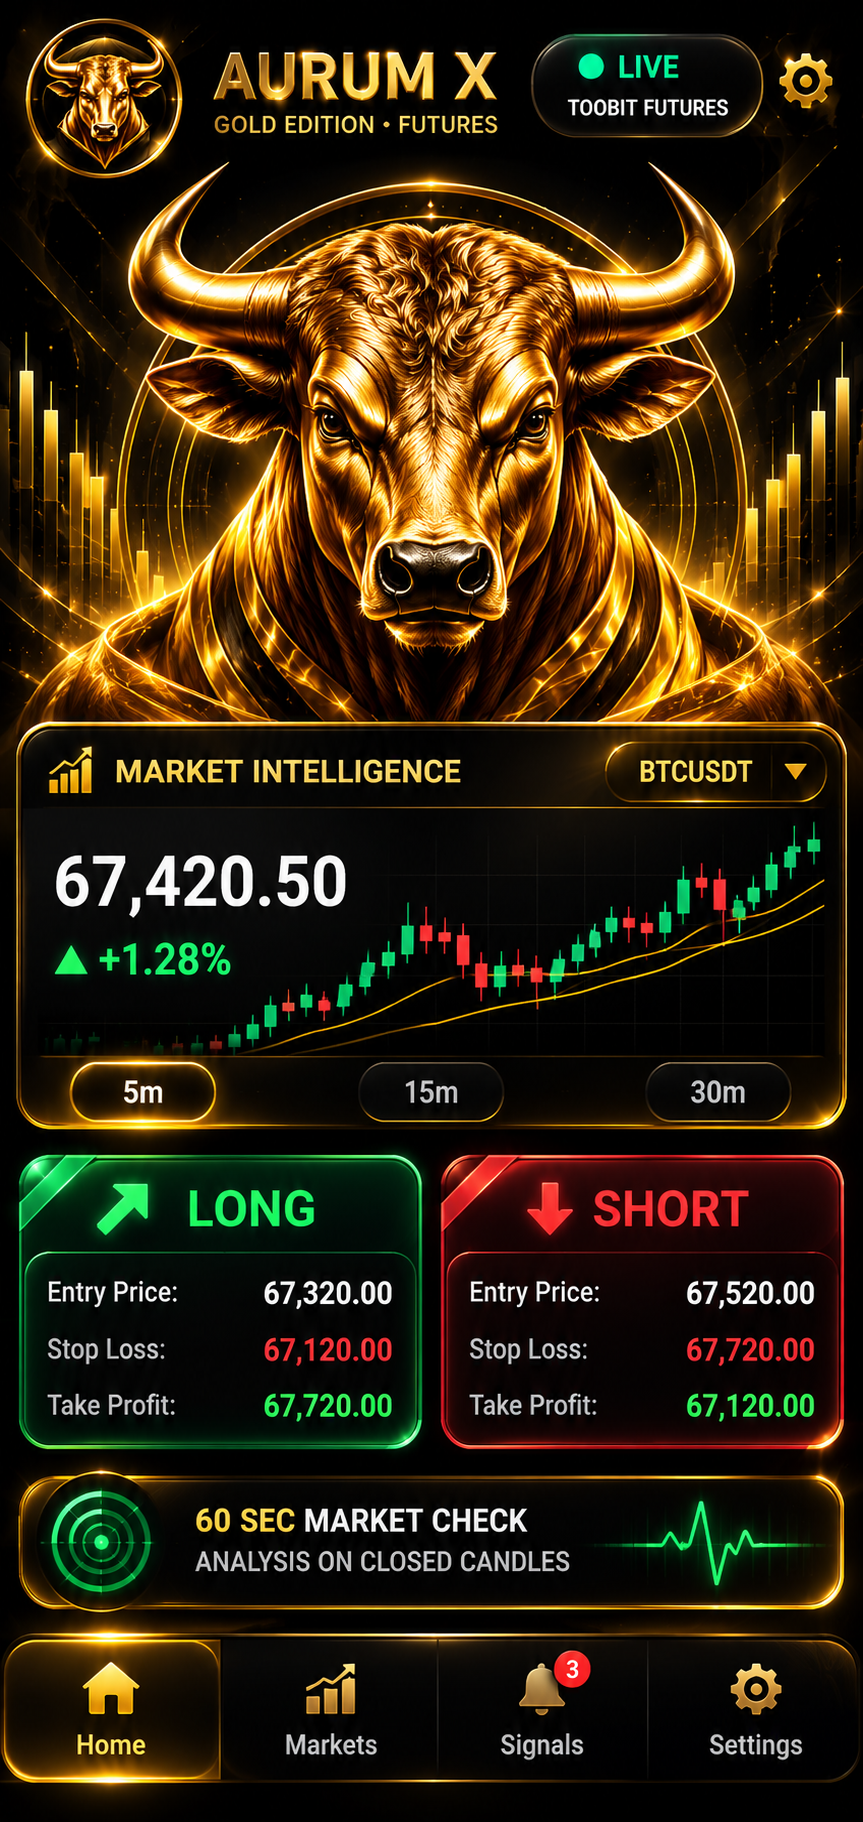 AURUM X
GOLD EDITION • FUTURES
LIVE
TOOBIT FUTURES
MARKET INTELLIGENCE
BTCUSDT
67,420.50
+1.28%
5m
15m
30m
LONG
Entry Price: 67,320.00
Stop Loss: 67,120.00
Take Profit: 67,720.00
SHORT
Entry Price: 67,520.00
Stop Loss: 67,720.00
Take Profit: 67,120.00
60 SEC MARKET CHECK
ANALYSIS ON CLOSED CANDLES
Home
Markets
3
Signals
Settings